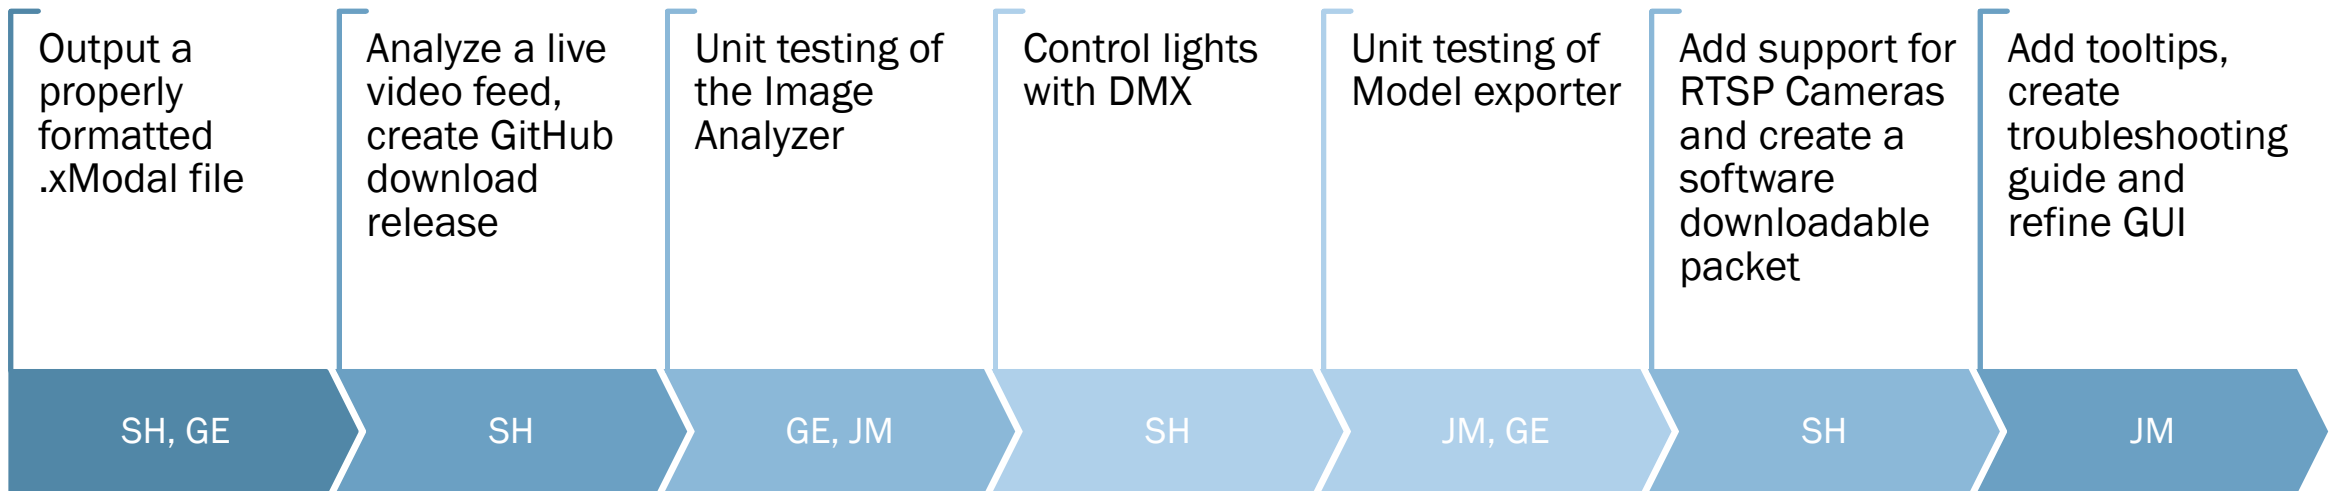 Output a
properly
formatted
.xModal file
SH, GE
Analyze a live
video feed,
create GitHub
download
release
SH
Unit testing of
the Image
Analyzer
GE, JM
Control lights
with DMX
SH
Unit testing of
Model exporter
JM, GE
Add support for
RTSP Cameras
and create a
software
downloadable
packet
SH
Add tooltips,
create
troubleshooting
guide and
refine GUI
JM